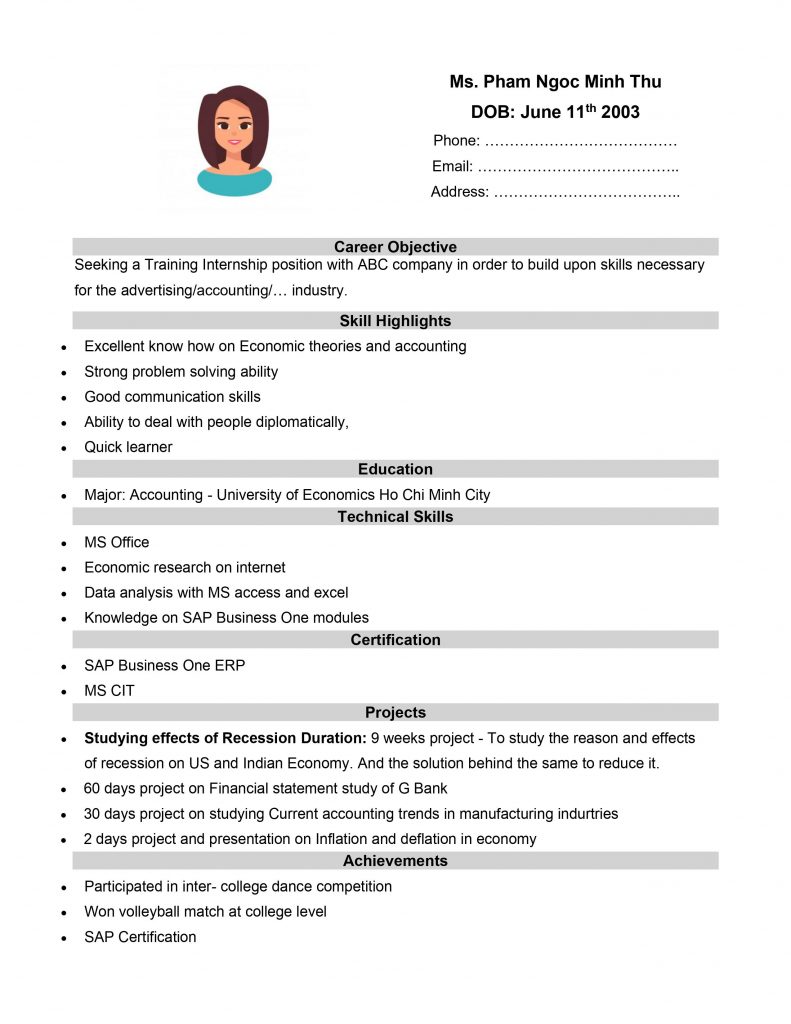 Ms. Pham Ngoc Minh Thu
DOB: June 11th 2003
Phone: …………………………………
Email: …………………………………..
Address: ………………………………..
Career Objective
Seeking a Training Internship position with ABC company in order to build upon skills necessary
for the advertising/accounting/… industry.
Skill Highlights
• Excellent know how on Economic theories and accounting
• Strong problem solving ability
• Good communication skills
• Ability to deal with people diplomatically,
• Quick learner
Education
• Major: Accounting - University of Economics Ho Chi Minh City
Technical Skills
• MS Office
• Economic research on internet
• Data analysis with MS access and excel
• Knowledge on SAP Business One modules
Certification
• SAP Business One ERP
• MS CIT
Projects
• Studying effects of Recession Duration: 9 weeks project - To study the reason and effects
of recession on US and Indian Economy. And the solution behind the same to reduce it.
• 60 days project on Financial statement study of G Bank
• 30 days project on studying Current accounting trends in manufacturing indurtries
• 2 days project and presentation on Inflation and deflation in economy
Achievements
• Participated in inter- college dance competition
• Won volleyball match at college level
• SAP Certification